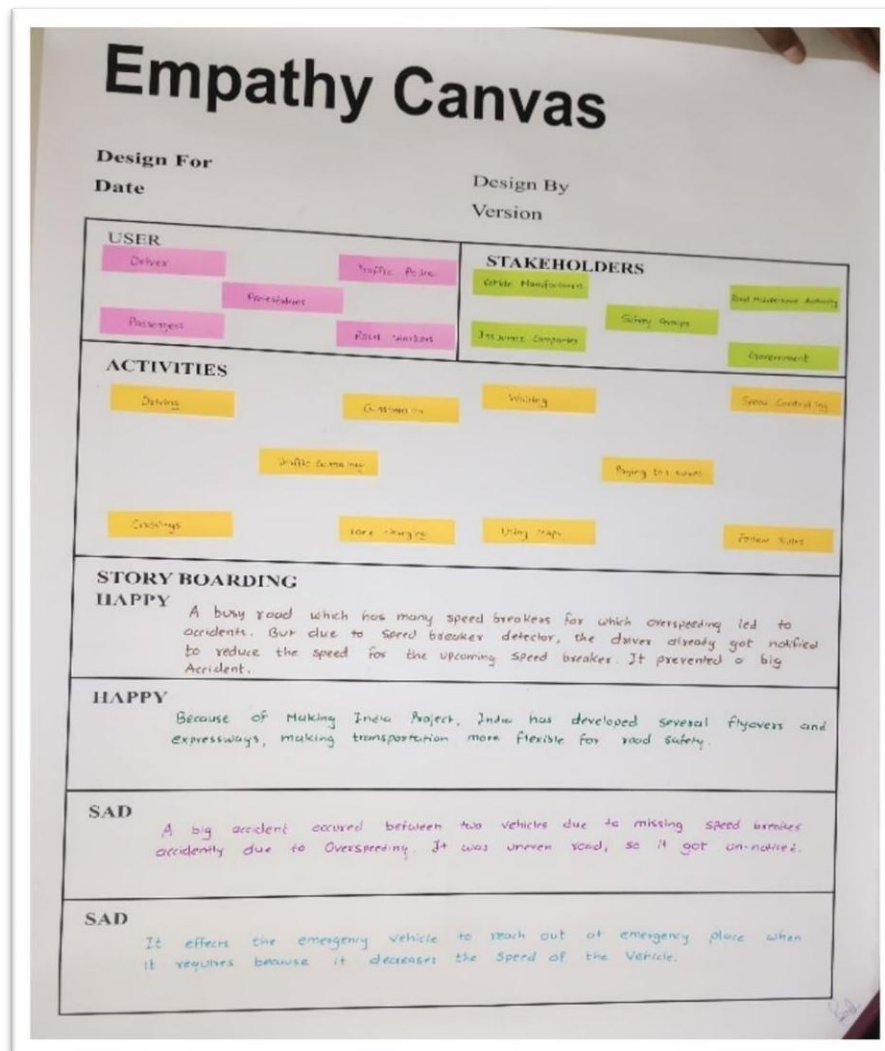 Empathy Canvas
Design For
Date
Design By
Version
USER
Driver
Traffic Police
Pedestrians
Passengers
Road workers
STAKEHOLDERS
Vehicle Manufacturers
Road Maintenance Authority
Safety Groups
Insurance Companies
Government
ACTIVITIES
Driving
Walking
Speed Controlling
Traffic
Paying
Crossings
Lane changing
Using Maps
Follow Rules
STORY BOARDING
HAPPY
A busy road which has many speed breakers for which overspeeding led to
accidents. But due to speed breaker detector, the driver already got notified
to reduce the speed for the upcoming speed breaker. It prevented a big
Accident.
HAPPY
Because of Making India Project, India has developed several flyovers and
expressways, making transportation more flexible for road safety.
SAD
A big accident occured between two vehicles due to missing speed breaker
accidently due to Overspeeding. It was uneven road, so it got un-noticed.
SAD
It effects the emergency vehicle to reach out at emergency place when
it requires because it decreases the Speed of the Vehicle.